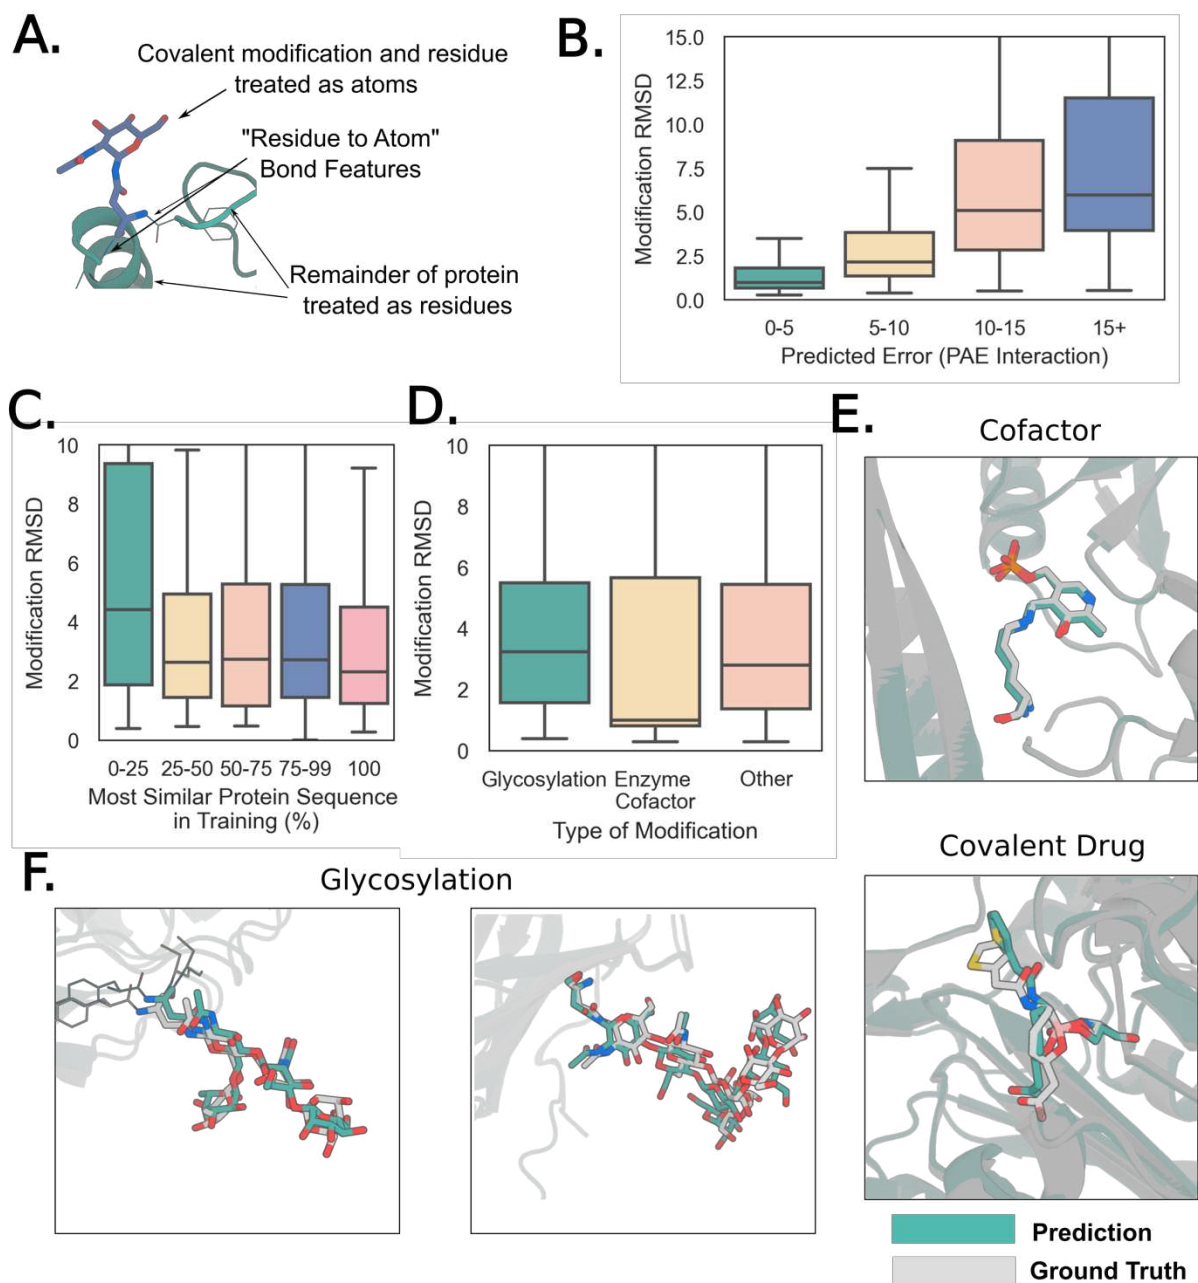 A.
Covalent modification and residue
treated as atoms
"Residue to Atom"
Bond Features
Remainder of protein
treated as residues
B.
Modification RMSD
15.0
12.5
10.0
7.5
5.0
2.5
0.0
0-5 5-10 10-15 15+
Predicted Error (PAE Interaction)
C.
Modification RMSD
10
8
6
4
2
0
0-25 25-50 50-75 75-99 100
Most Similar Protein Sequence
in Training (%)
D.
Modification RMSD
10
8
6
4
2
0
Glycosylation Enzyme Other
Cofactor
Type of Modification
E.
Cofactor
Covalent Drug
F.
Glycosylation
Prediction
Ground Truth